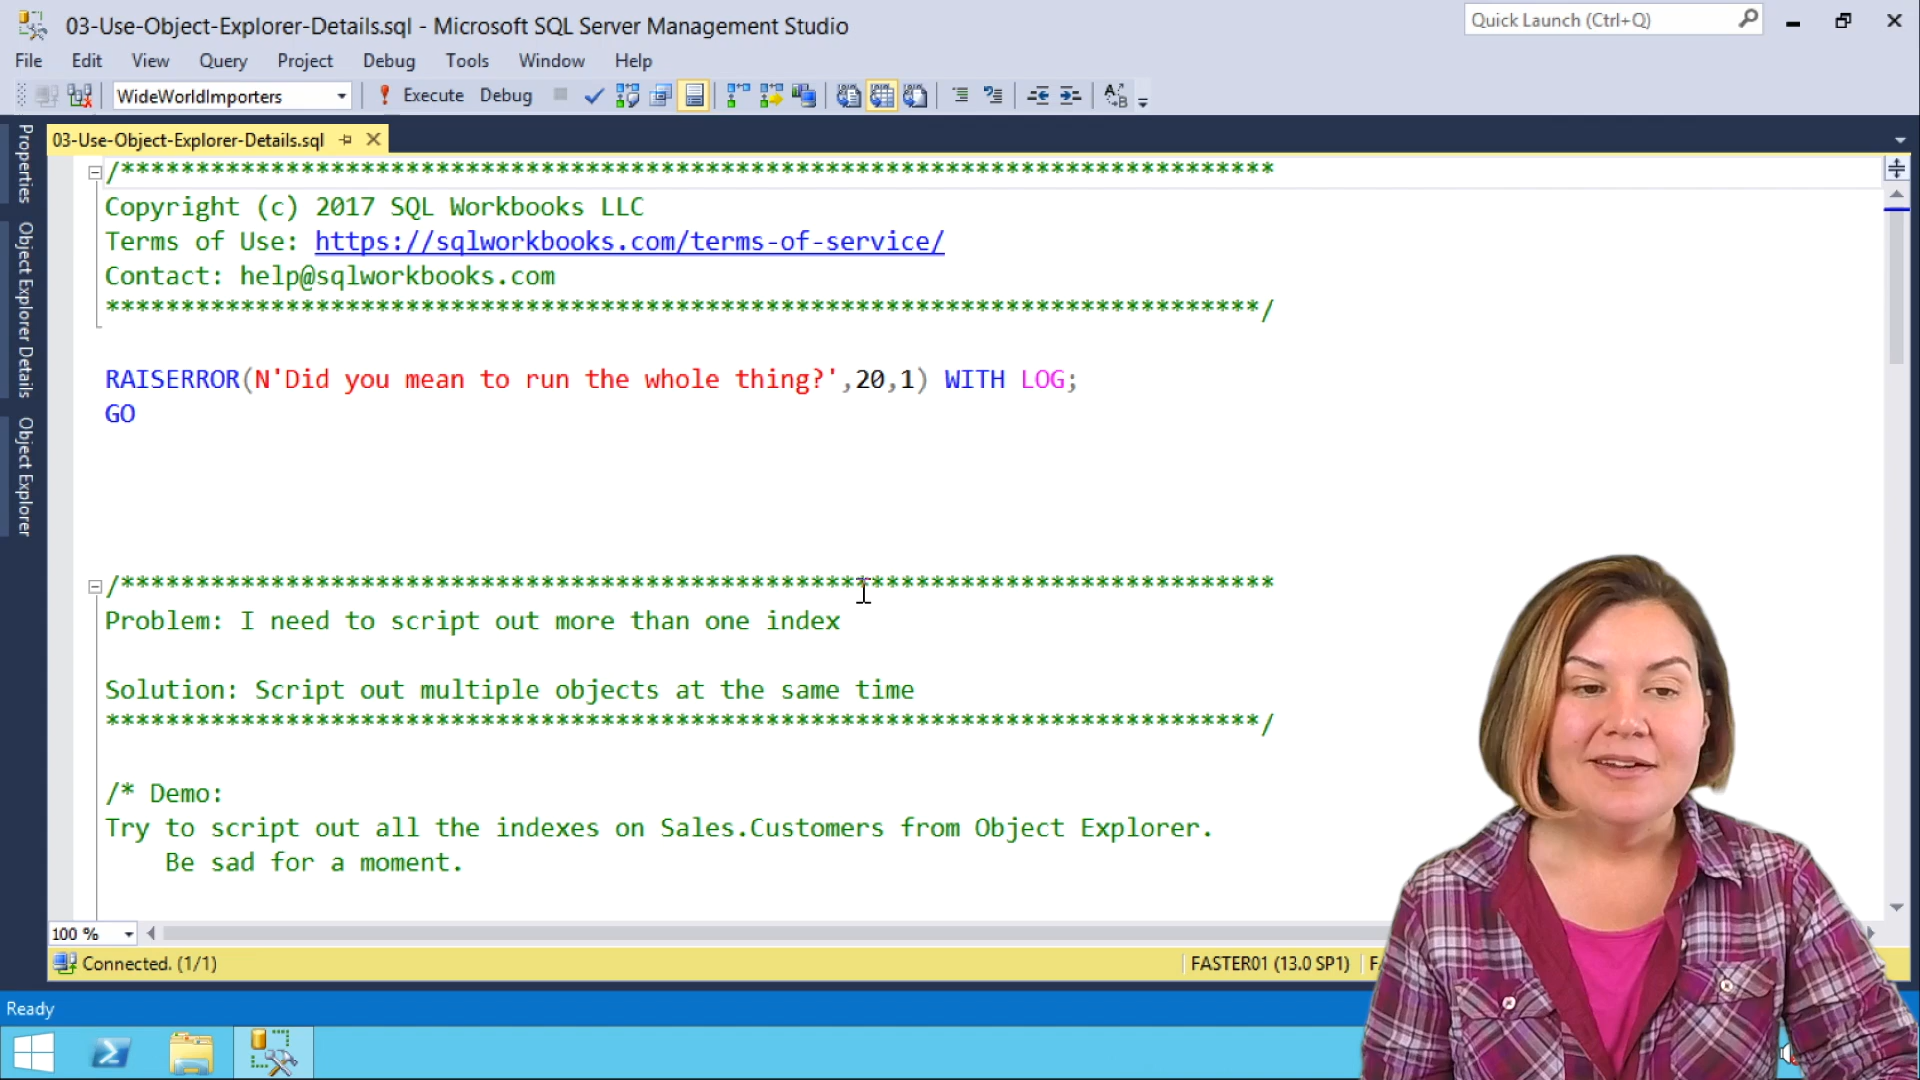 03-Use-Object-Explorer-Details.sql - Microsoft SQL Server Management Studio
Quick Launch (Ctrl+Q)
File Edit View Query Project Debug Tools Window Help
WideWorldImporters
Execute Debug
03-Use-Object-Explorer-Details.sql
Properties
Object Explorer Details
Object Explorer
/*****************************************************************************
Copyright (c) 2017 SQL Workbooks LLC
Terms of Use: https://sqlworkbooks.com/terms-of-service/
Contact: help@sqlworkbooks.com
*****************************************************************************/
RAISERROR(N'Did you mean to run the whole thing?',20,1) WITH LOG;
GO
/*****************************************************************************
Problem: I need to script out more than one index
Solution: Script out multiple objects at the same time
*****************************************************************************/
/* Demo:
Try to script out all the indexes on Sales.Customers from Object Explorer.
Be sad for a moment.
100 %
Connected. (1/1)
FASTER01 (13.0 SP1)
Ready